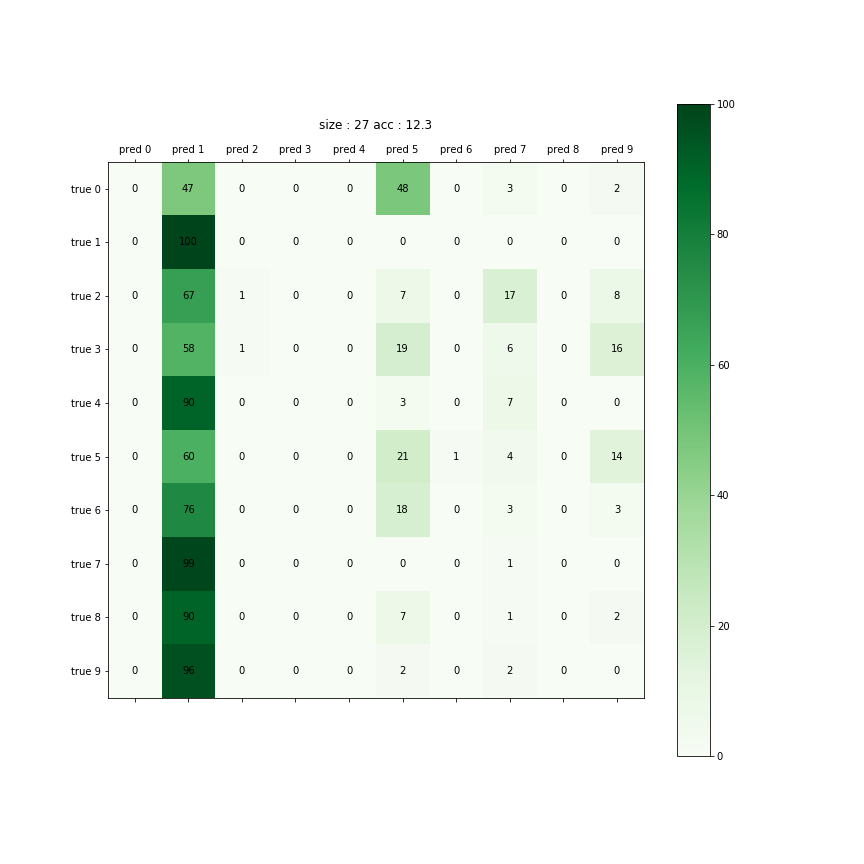 size : 27 acc : 12.3
pred 0 pred 1 pred 2 pred 3 pred 4 pred 5 pred 6 pred 7 pred 8 pred 9
true 0 0 47 0 0 0 48 0 3 0 2
true 1 0 100 0 0 0 0 0 0 0 0
true 2 0 67 1 0 0 7 0 17 0 8
true 3 0 58 1 0 0 19 0 6 0 16
true 4 0 90 0 0 0 3 0 7 0 0
true 5 0 60 0 0 0 21 1 4 0 14
true 6 0 76 0 0 0 18 0 3 0 3
true 7 0 99 0 0 0 0 0 1 0 0
true 8 0 90 0 0 0 7 0 1 0 2
true 9 0 96 0 0 0 2 0 2 0 0
100
80
60
40
20
0